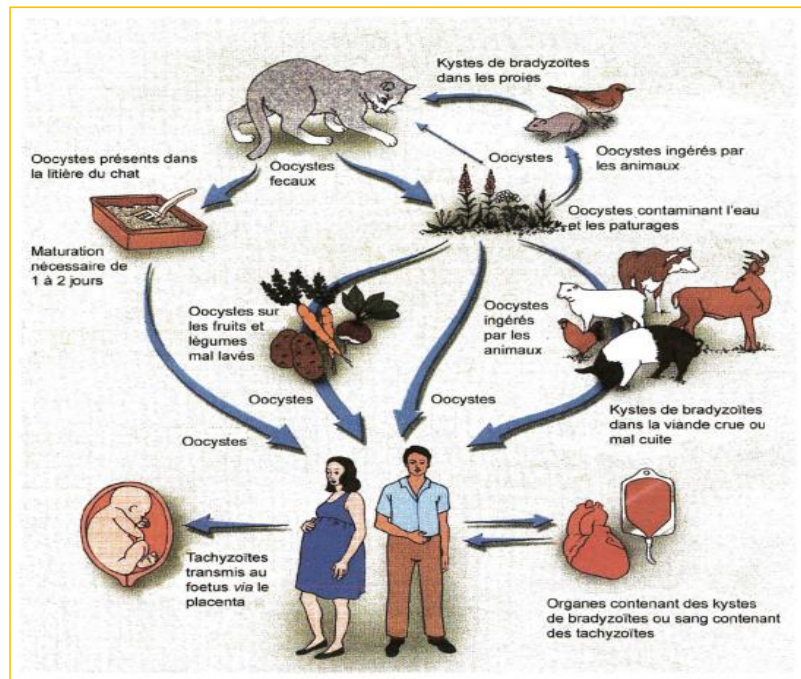 Kystes de bradyzoïtes
dans les proies
Oocystes présents dans
la litière du chat
Oocystes
fecaux
Oocystes
Oocystes ingérés par
les animaux
Oocystes contaminant l'eau
et les paturages
Maturation
nécessaire de
1 à 2 jours
Oocystes sur
les fruits et
légumes
mal lavés
Oocystes
ingérés
par les
animaux
Oocystes
Oocystes
Oocystes
Kystes de bradyzoïtes
dans la viande crue ou
mal cuite
Tachyzoïtes
transmis au
foetus via le
placenta
Organes contenant des kystes
de bradyzoïtes ou sang contenant
des tachyzoïtes